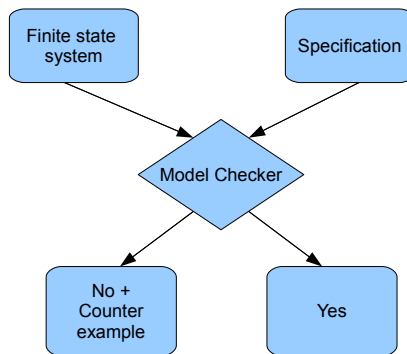 Finite state
system
Specification
Model Checker
No +
Counter
example
Yes